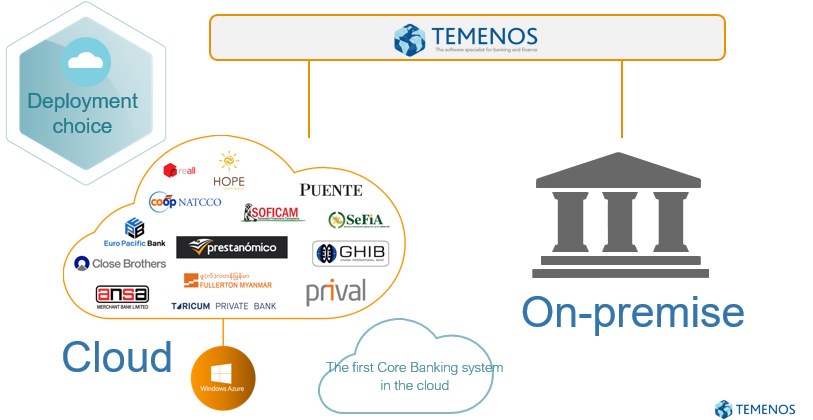 TEMENOS
The software specialist for banking and finance
Deployment
choice
reall
HOPE
PUENTE
coop NATCCO
SOFICAM
SeFiA
Euro Pacific Bank
prestanómico
GHIB
Close Brothers
FULLERTON MYANMAR
ansa
MERCHANT BANK LIMITED
prival
TURICUM PRIVATE BANK
On-premise
Cloud
Windows Azure
The first Core Banking system
in the cloud
TEMENOS